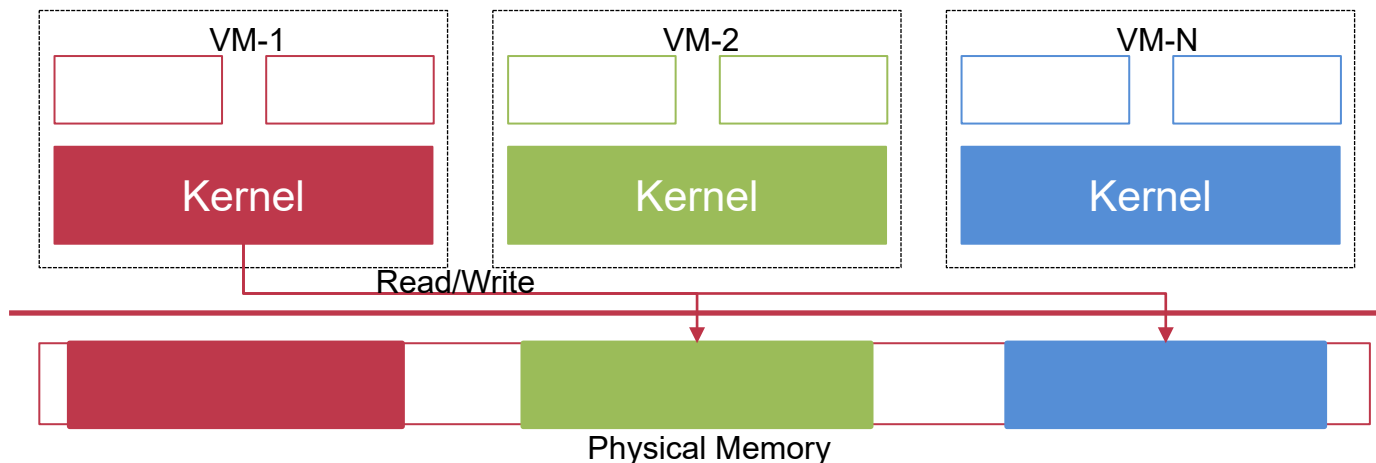 VM-1
VM-2
VM-N
Kernel
Kernel
Kernel
Read/Write
Physical Memory